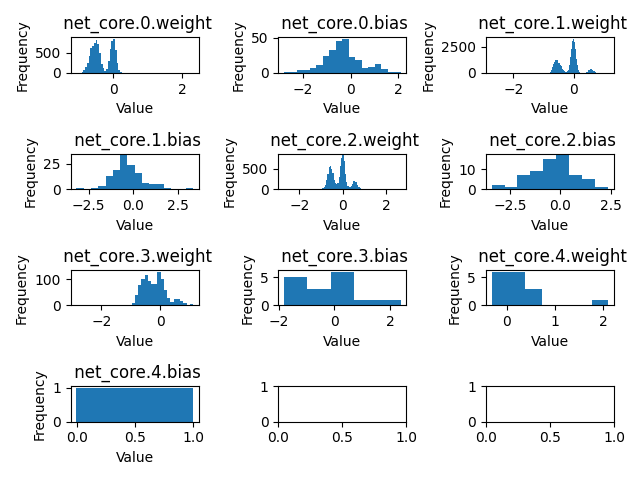 net_core.0.weight
Frequency
500
0
0
2
Value
net_core.0.bias
Frequency
50
0
−2
0
2
Value
net_core.1.weight
Frequency
2500
0
−2
0
Value
net_core.1.bias
Frequency
25
0
−2.5
0.0
2.5
Value
net_core.2.weight
Frequency
500
0
−2
0
2
Value
net_core.2.bias
Frequency
10
0
−2.5
0.0
2.5
Value
net_core.3.weight
Frequency
100
0
−2
0
Value
net_core.3.bias
Frequency
5
0
−2
0
2
Value
net_core.4.weight
Frequency
5
0
0
1
2
Value
net_core.4.bias
Frequency
1
0
0.0
0.5
1.0
Value
1
0
0.0
0.5
1.0
1
0
0.0
0.5
1.0